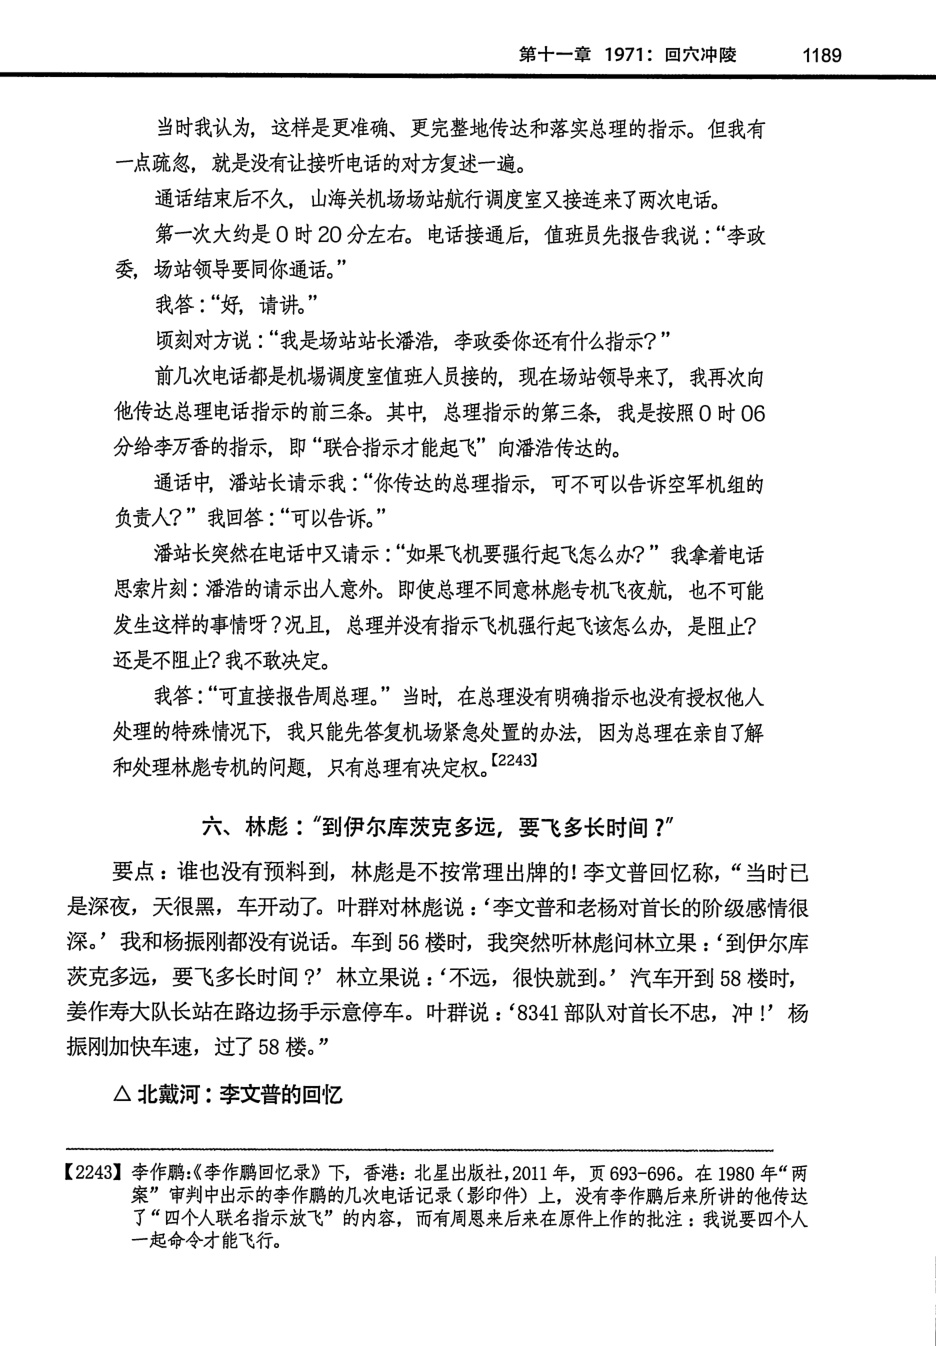 第十一章 1971：回穴冲陵 1189
当时我认为，这样是更准确、更完整地传达和落实总理的指示。但我有
一点疏忽，就是没有让接听电话的对方复述一遍。
通话结束后不久，山海关机场场站航行调度室又接连来了两次电话。
第一次大约是0时20分左右。电话接通后，值班员先报告我说：“李政
委，场站领导要同你通话。”
我答：“好，请讲。”
顷刻对方说：“我是场站站长潘浩，李政委你还有什么指示？”
前几次电话都是机场调度室值班人员接的，现在场站领导来了，我再次向
他传达总理电话指示的前三条。其中，总理指示的第三条，我是按照0时06
分给李万香的指示，即“联合指示才能起飞”向潘浩传达的。
通话中，潘站长请示我：“你传达的总理指示，可不可以告诉空军机组的
负责人？”我回答：“可以告诉。”
潘站长突然在电话中又请示：“如果飞机要强行起飞怎么办？”我拿着电话
思索片刻：潘浩的请示出人意外。即使总理不同意林彪专机飞夜航，也不可能
发生这样的事情呀？况且，总理并没有指示飞机强行起飞该怎么办，是阻止？
还是不阻止？我不敢决定。
我答：“可直接报告周总理。”当时，在总理没有明确指示也没有授权他人
处理的特殊情况下，我只能先答复机场紧急处置的办法，因为总理在亲自了解
和处理林彪专机的问题，只有总理有决定权。【2243】
六、林彪：“到伊尔库茨克多远，要飞多长时间？”
要点：谁也没有预料到，林彪是不按常理出牌的！李文普回忆称，“当时已
是深夜，天很黑，车开动了。叶群对林彪说：‘李文普和老杨对首长的阶级感情很
深。’我和杨振刚都没有说话。车到56楼时，我突然听林彪问林立果：‘到伊尔库
茨克多远，要飞多长时间？’林立果说：‘不远，很快就到。’汽车开到58楼时，
姜作寿大队长站在路边扬手示意停车。叶群说：‘8341部队对首长不忠，冲！’杨
振刚加快车速，过了58楼。”
△ 北戴河：李文普的回忆
【2243】李作鹏：《李作鹏回忆录》下，香港：北星出版社，2011年，页693-696。在1980年“两
案”审判中出示的李作鹏的几次电话记录（影印件）上，没有李作鹏后来所讲的他传达
了“四个人联名指示放飞”的内容，而有周恩来后来在原件上作的批注：我说要四个人
一起命令才能飞行。